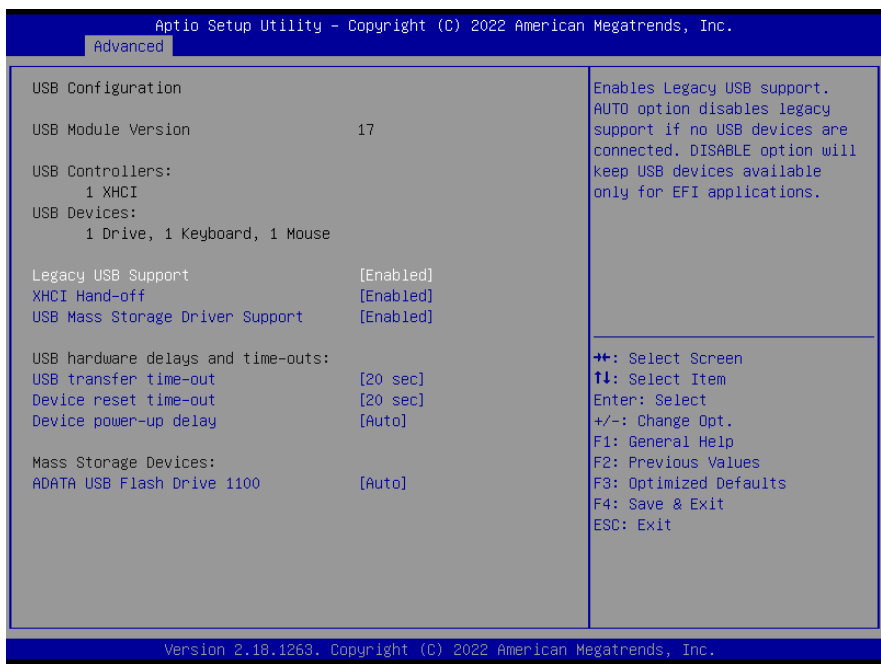 Aptio Setup Utility – Copyright (C) 2022 American Megatrends, Inc.
Advanced
USB Configuration
USB Module Version 17
USB Controllers:
1 XHCI
USB Devices:
1 Drive, 1 Keyboard, 1 Mouse
Legacy USB Support [Enabled]
XHCI Hand-off [Enabled]
USB Mass Storage Driver Support [Enabled]
USB hardware delays and time-outs:
USB transfer time-out [20 sec]
Device reset time-out [20 sec]
Device power-up delay [Auto]
Mass Storage Devices:
ADATA USB Flash Drive 1100 [Auto]
Enables Legacy USB support.
AUTO option disables legacy
support if no USB devices are
connected. DISABLE option will
keep USB devices available
only for EFI applications.
→←: Select Screen
↑↓: Select Item
Enter: Select
+/-: Change Opt.
F1: General Help
F2: Previous Values
F3: Optimized Defaults
F4: Save & Exit
ESC: Exit
Version 2.18.1263. Copyright (C) 2022 American Megatrends, Inc.